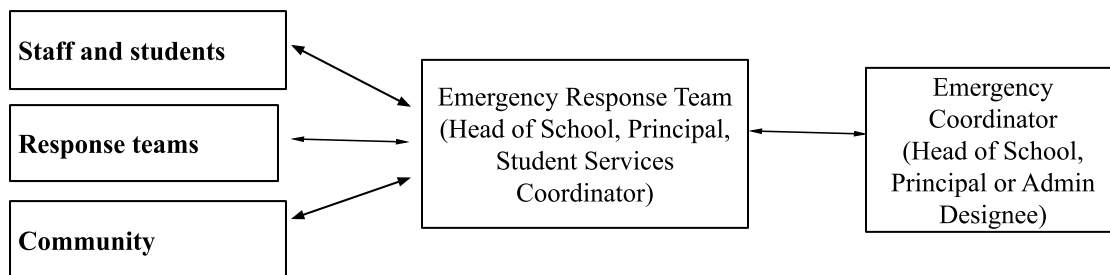 Staff and students
Response teams
Community
Emergency Response Team
(Head of School, Principal,
Student Services
Coordinator)
Emergency
Coordinator
(Head of School,
Principal or Admin
Designee)